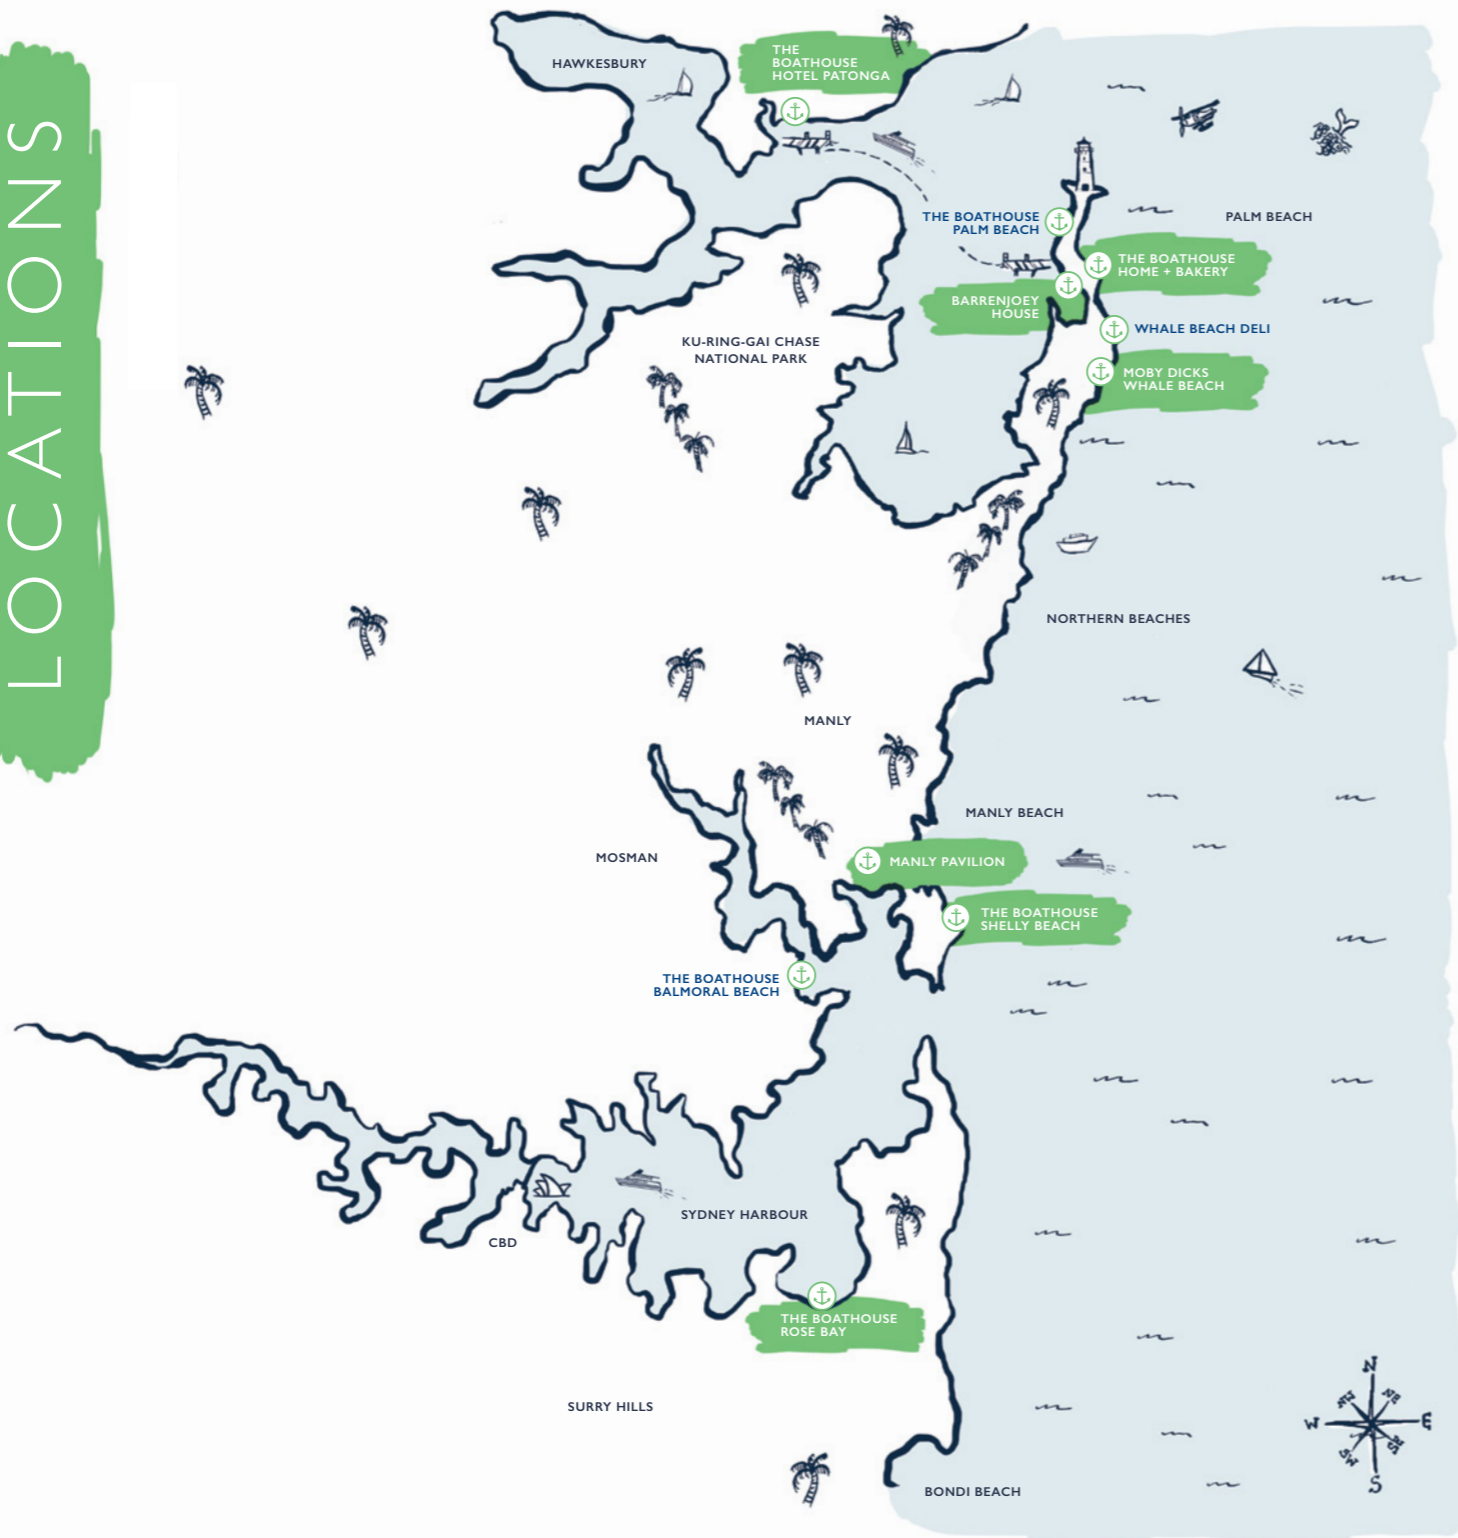 LOCATIONS
HAWKESBURY
THE
BOATHOUSE
HOTEL PATONGA
THE BOATHOUSE
PALM BEACH
PALM BEACH
THE BOATHOUSE
HOME + BAKERY
BARRENJOEY
HOUSE
WHALE BEACH DELI
KU-RING-GAI CHASE
NATIONAL PARK
MOBY DICKS
WHALE BEACH
NORTHERN BEACHES
MANLY
MANLY BEACH
MOSMAN
MANLY PAVILION
THE BOATHOUSE
SHELLY BEACH
THE BOATHOUSE
BALMORAL BEACH
SYDNEY HARBOUR
CBD
THE BOATHOUSE
ROSE BAY
SURRY HILLS
BONDI BEACH
N
NW
NE
W
E
SW
SE
S